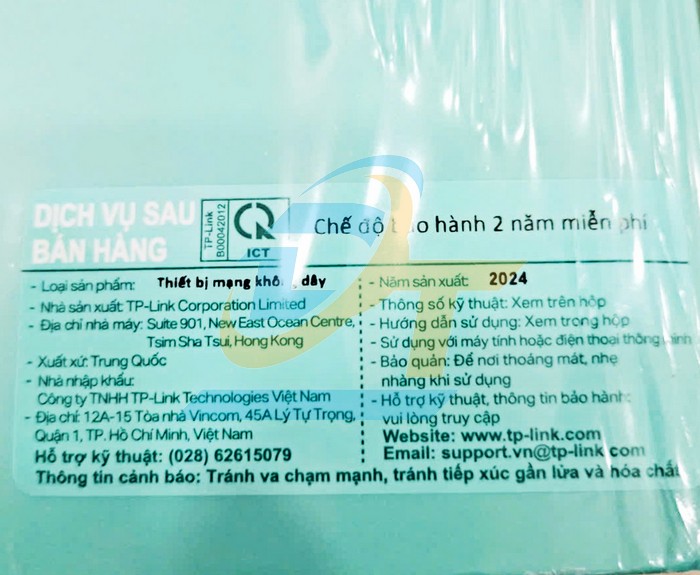 DỊCH VỤ SAU
BÁN HÀNG
TP-Link
B00042012
ICT
Chế độ bảo hành 2 năm miễn phí
- Loại sản phẩm: Thiết bị mạng không dây
- Nhà sản xuất: TP-Link Corporation Limited
- Địa chỉ nhà máy: Suite 901, New East Ocean Centre,
Tsim Sha Tsui, Hong Kong
- Xuất xứ: Trung Quốc
- Nhà nhập khẩu:
Công ty TNHH TP-Link Technologies Việt Nam
- Địa chỉ: 12A-15 Tòa nhà Vincom, 45A Lý Tự Trọng,
Quận 1, TP. Hồ Chí Minh, Việt Nam
Hỗ trợ kỹ thuật: (028) 62615079
- Năm sản xuất: 2024
- Thông số kỹ thuật: Xem trên hộp
- Hướng dẫn sử dụng: Xem trong hộp
- Sử dụng với máy tính hoặc điện thoại thông minh
- Bảo quản: Để nơi thoáng mát, nhẹ
nhàng khi sử dụng
- Hỗ trợ kỹ thuật, thông tin bảo hành:
vui lòng truy cập
Website: www.tp-link.com
Email: support.vn@tp-link.com
Thông tin cảnh báo: Tránh va chạm mạnh, tránh tiếp xúc gần lửa và hóa chất